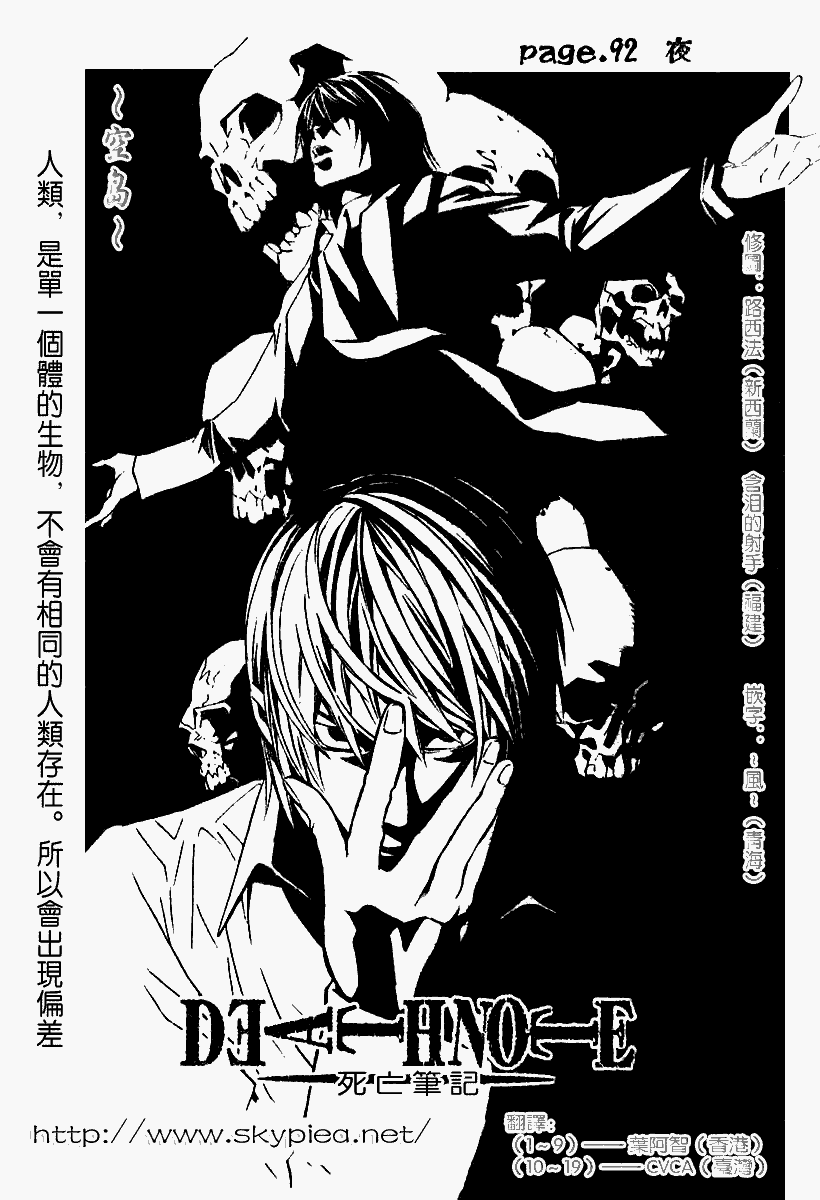 page.92 夜
～空島～
修圖：路西法（新西蘭） 含泪的射手（福建） 嵌字：～風～（青海）
人類，是單一個體的生物，不會有相同的人類存在。所以會出現偏差
DEATH NOTE
死亡筆記
http://www.skypiea.net/
翻譯：
（1~9）——葉阿智（香港）
（10~19）——CVCA（臺灣）